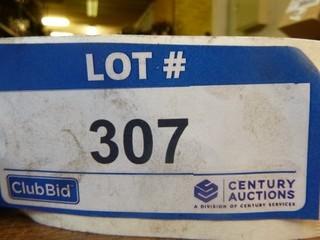 LOT #
307
ClubBid
CENTURY
AUCTIONS
A DIVISION OF CENTURY SERVICES